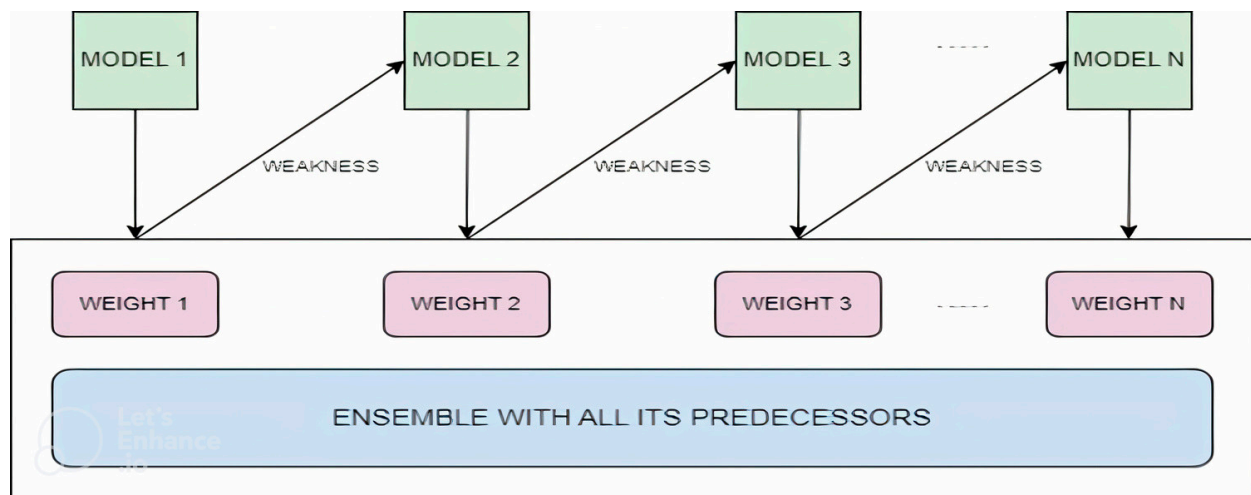 MODEL 1
MODEL 2
MODEL 3
MODEL N
WEAKNESS
WEAKNESS
WEAKNESS
WEIGHT 1
WEIGHT 2
WEIGHT 3
WEIGHT N
ENSEMBLE WITH ALL ITS PREDECESSORS
Let's
Enhance
.io